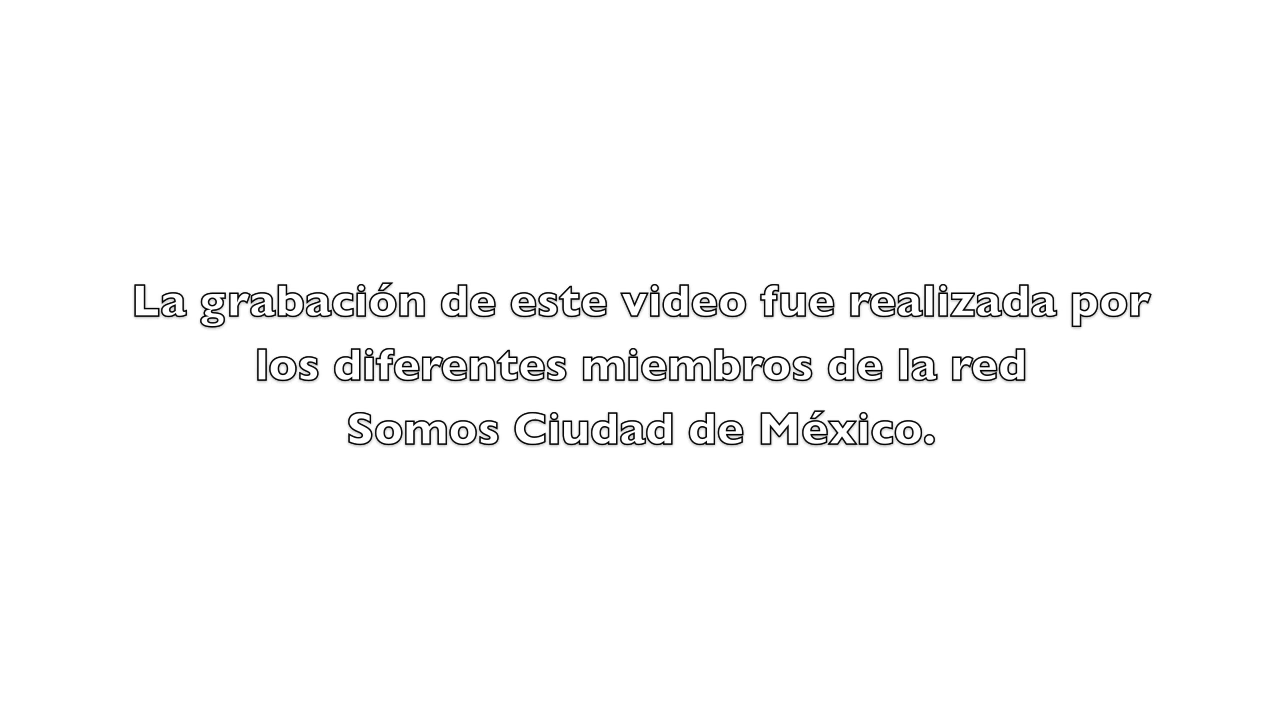 La grabación de este video fue realizada por
los diferentes miembros de la red
Somos Ciudad de México.